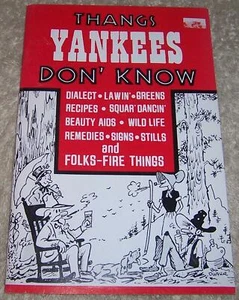 THANGS
YANKEES
DON' KNOW
DIALECT • LAWIN' • GREENS
RECIPES • SQUAR' DANCIN'
BEAUTY AIDS • WILD LIFE
REMEDIES • SIGNS • STILLS
and
FOLKS-FIRE THINGS